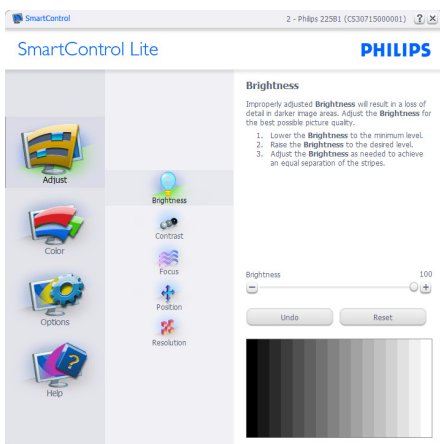 SmartControl
2 - Philips 225B1 (C530715000001)
SmartControl Lite
PHILIPS
Adjust
Color
Options
Help
Brightness
Contrast
Focus
Position
Resolution
Brightness
Improperly adjusted Brightness will result in a loss of
detail in darker image areas. Adjust the Brightness for
the best possible picture quality.
1. Lower the Brightness to the minimum level.
2. Raise the Brightness to the desired level.
3. Adjust the Brightness as needed to achieve
an equal separation of the stripes.
Brightness 100
Undo Reset